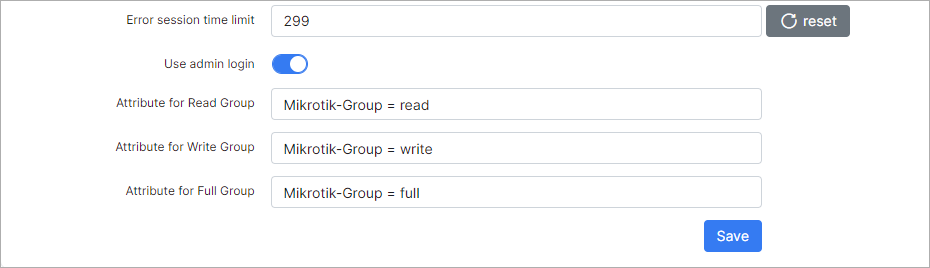 Error session time limit 299 reset
Use admin login
Attribute for Read Group Mikrotik-Group = read
Attribute for Write Group Mikrotik-Group = write
Attribute for Full Group Mikrotik-Group = full
Save